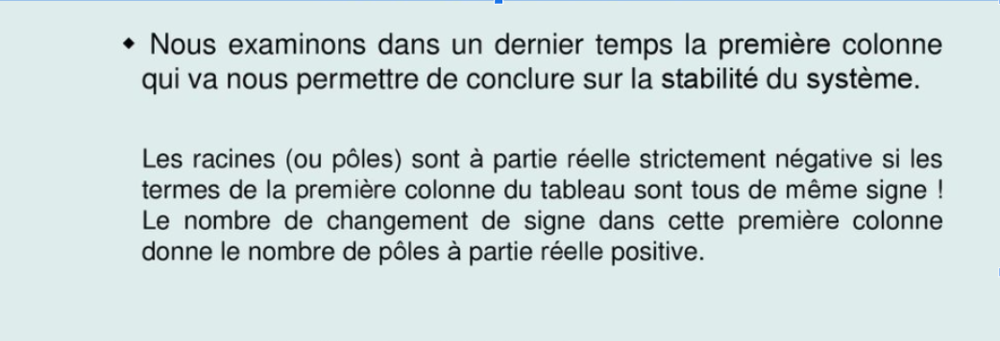 ◆ Nous examinons dans un dernier temps la première colonne
qui va nous permettre de conclure sur la stabilité du système.
Les racines (ou pôles) sont à partie réelle strictement négative si les
termes de la première colonne du tableau sont tous de même signe !
Le nombre de changement de signe dans cette première colonne
donne le nombre de pôles à partie réelle positive.